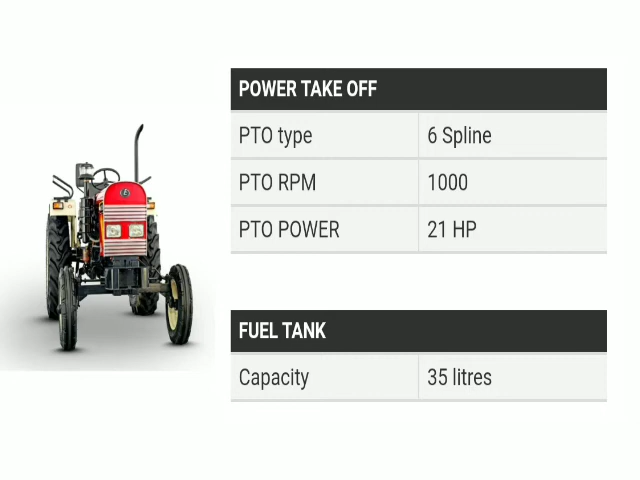 POWER TAKE OFF
PTO type 6 Spline
PTO RPM 1000
PTO POWER 21 HP
FUEL TANK
Capacity 35 litres